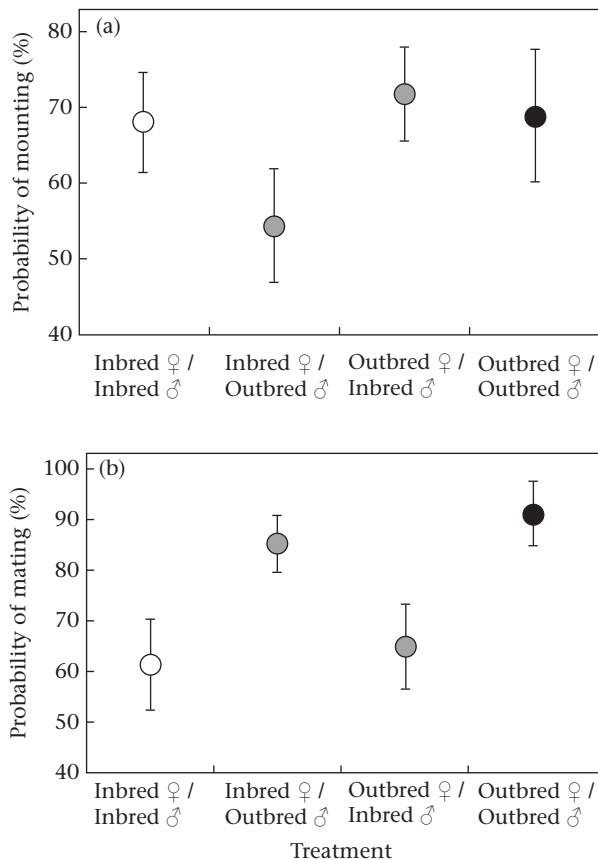 (a)
Probability of mounting (%)
80
70
60
50
40
Inbred ♀ / Inbred ♀ / Outbred ♀ / Outbred ♀ /
Inbred ♂ Outbred ♂ Inbred ♂ Outbred ♂
(b)
Probability of mating (%)
100
90
80
70
60
50
40
Inbred ♀ / Inbred ♀ / Outbred ♀ / Outbred ♀ /
Inbred ♂ Outbred ♂ Inbred ♂ Outbred ♂
Treatment